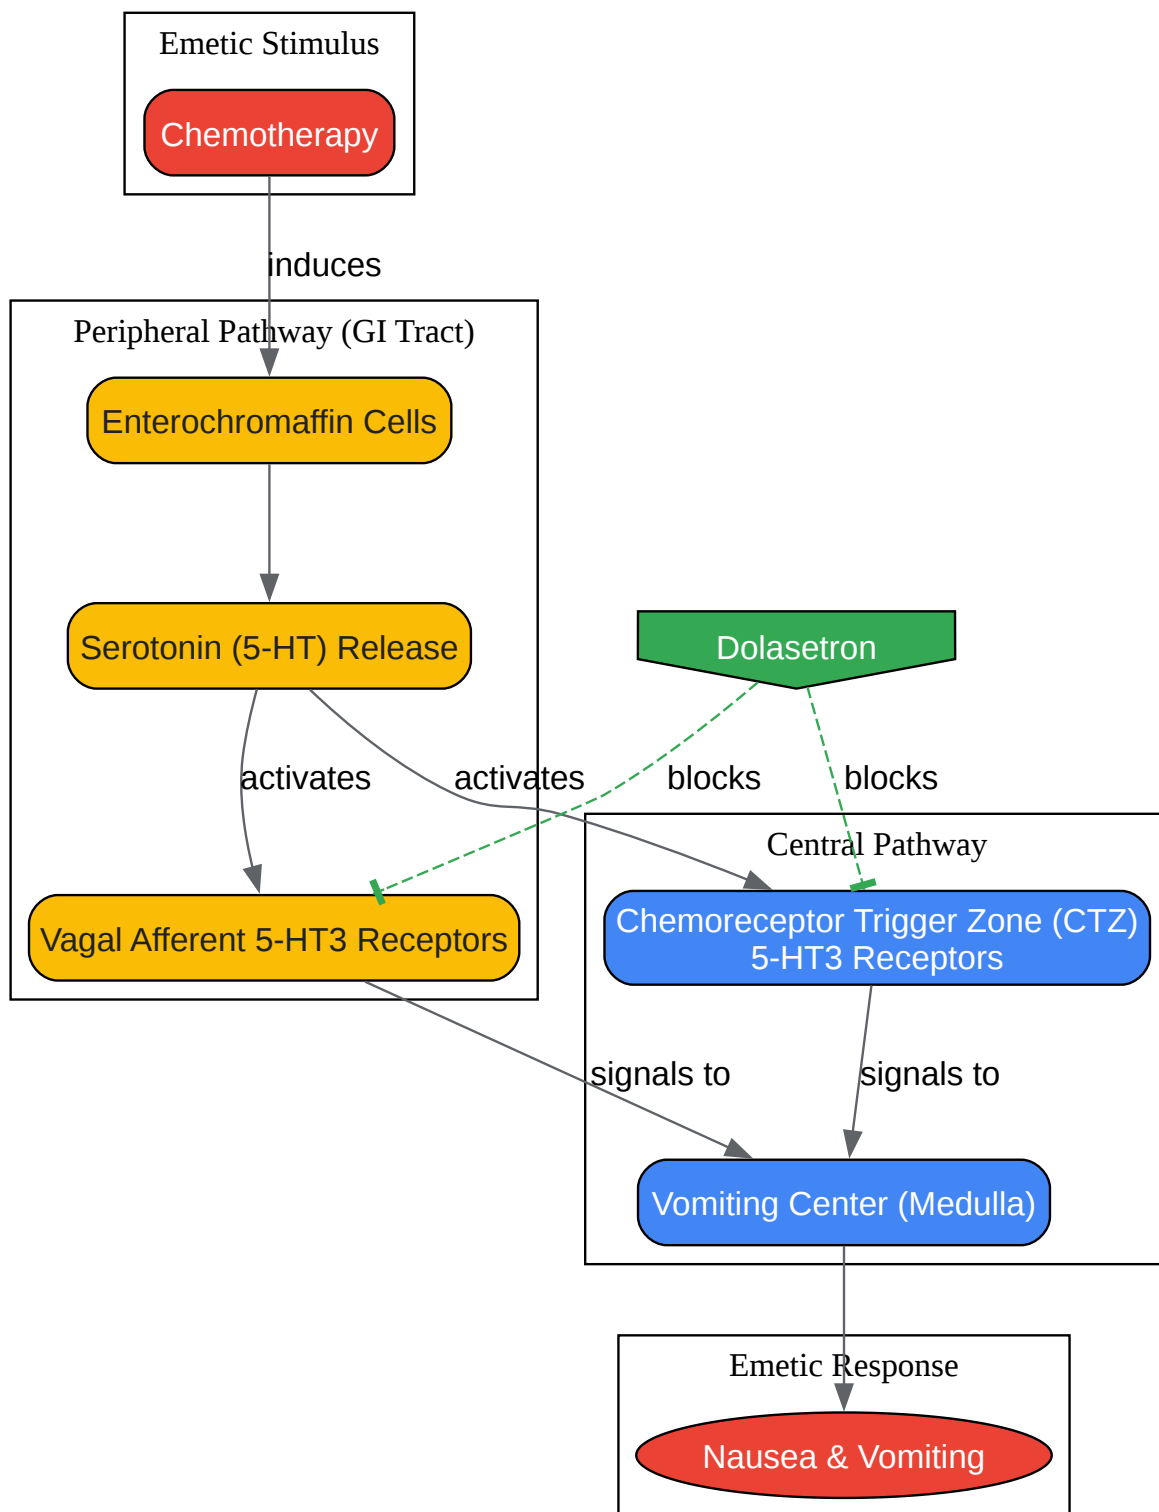 Emetic Stimulus
Chemotherapy
induces
Peripheral Pathway (GI Tract)
Enterochromaffin Cells
Serotonin (5-HT) Release
Dolasetron
activates
activates
blocks
blocks
Central Pathway
Vagal Afferent 5-HT3 Receptors
Chemoreceptor Trigger Zone (CTZ)
5-HT3 Receptors
signals to
signals to
Vomiting Center (Medulla)
Emetic Response
Nausea & Vomiting